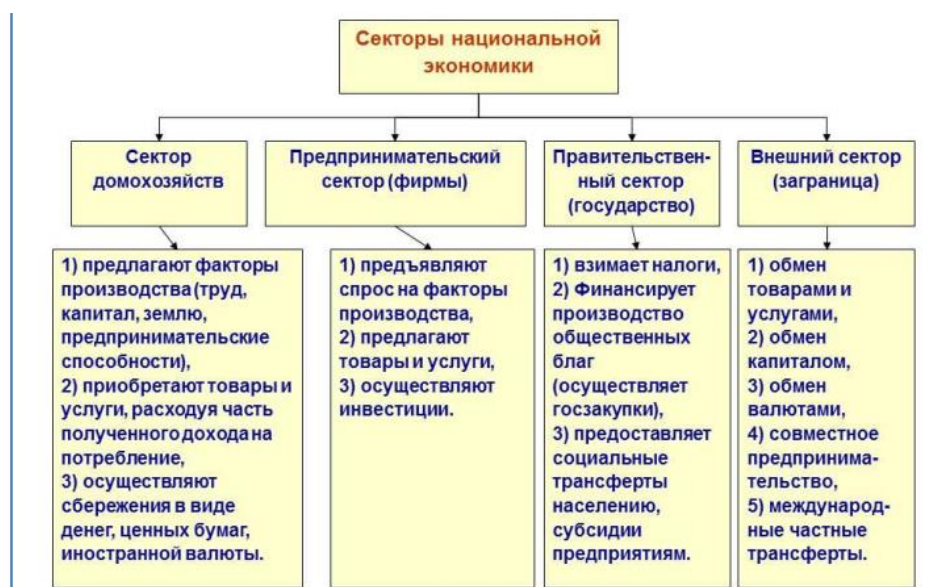 Секторы национальной
экономики
Сектор
домохозяйств
Предпринимательский
сектор (фирмы)
Правительствен-
ный сектор
(государство)
Внешний сектор
(заграница)
1) предлагают факторы
производства (труд,
капитал, землю,
предпринимательские
способности),
2) приобретают товары и
услуги, расходуя часть
полученного дохода на
потребление,
3) осуществляют
сбережения в виде
денег, ценных бумаг,
иностранной валюты.
1) предъявляют
спрос на факторы
производства,
2) предлагают
товары и услуги,
3) осуществляют
инвестиции.
1) взимает налоги,
2) Финансирует
производство
общественных
благ
(осуществляет
госзакупки),
3) предоставляет
социальные
трансферты
населению,
субсидии
предприятиям.
1) обмен
товарами и
услугами,
2) обмен
капиталом,
3) обмен
валютами,
4) совместное
предпринима-
тельство,
5) международ-
ные частные
трансферты.